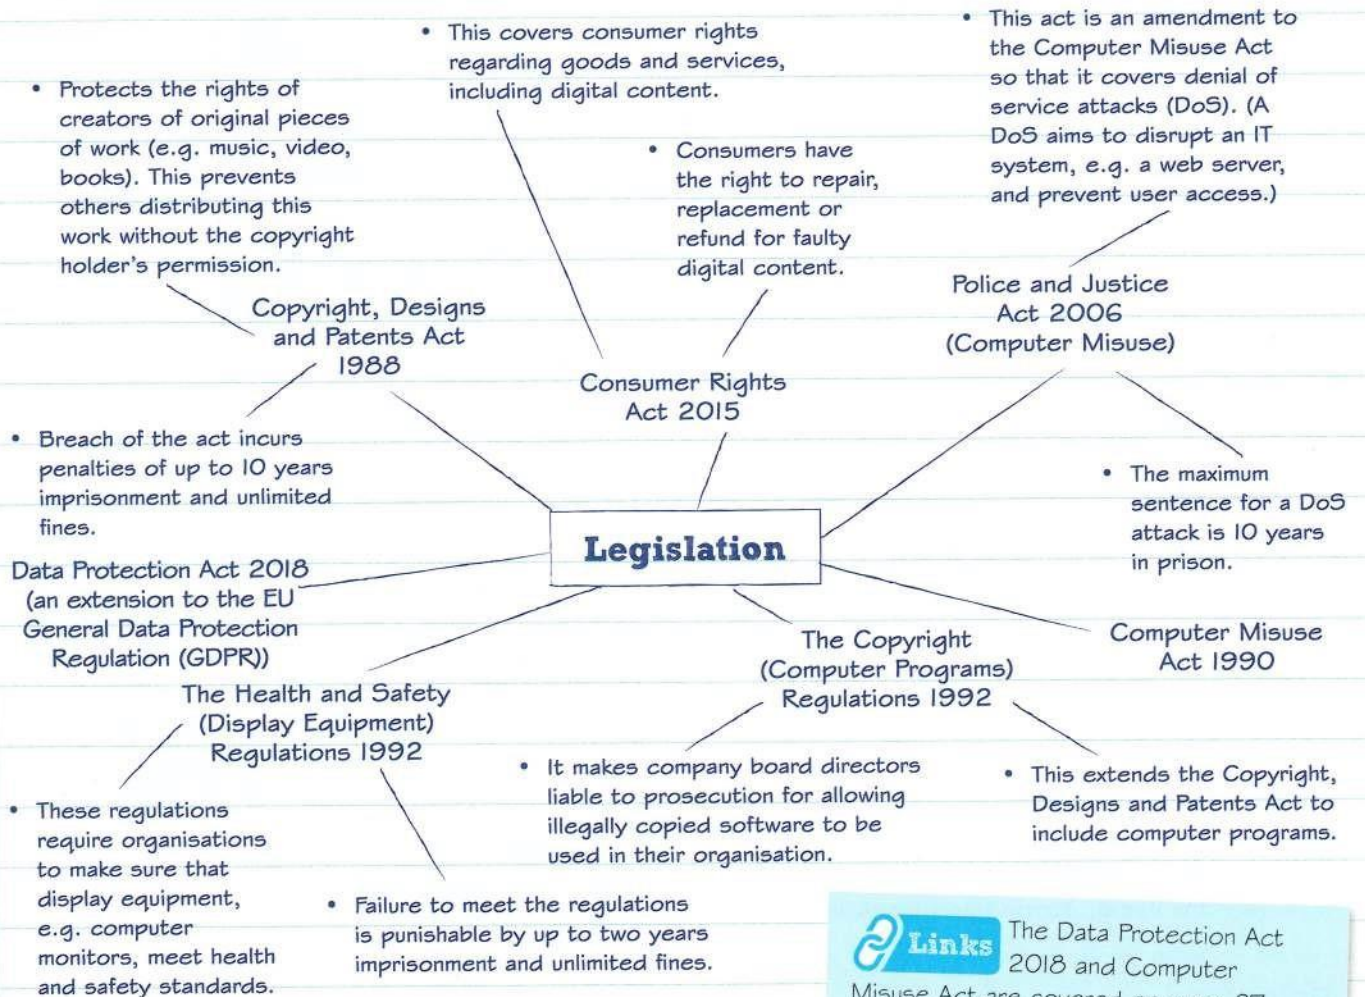 • This covers consumer rights
regarding goods and services,
including digital content.
• This act is an amendment to
the Computer Misuse Act
so that it covers denial of
service attacks (DoS). (A
DoS aims to disrupt an IT
system, e.g. a web server,
and prevent user access.)
• Protects the rights of
creators of original pieces
of work (e.g. music, video,
books). This prevents
others distributing this
work without the copyright
holder's permission.
• Consumers have
the right to repair,
replacement or
refund for faulty
digital content.
Copyright, Designs
and Patents Act
1988
Police and Justice
Act 2006
(Computer Misuse)
Consumer Rights
Act 2015
• Breach of the act incurs
penalties of up to 10 years
imprisonment and unlimited
fines.
• The maximum
sentence for a DoS
attack is 10 years
in prison.
Legislation
Data Protection Act 2018
(an extension to the EU
General Data Protection
Regulation (GDPR))
The Copyright
(Computer Programs)
Regulations 1992
Computer Misuse
Act 1990
The Health and Safety
(Display Equipment)
Regulations 1992
• It makes company board directors
liable to prosecution for allowing
illegally copied software to be
used in their organisation.
• This extends the Copyright,
Designs and Patents Act to
include computer programs.
• These regulations
require organisations
to make sure that
display equipment,
e.g. computer
monitors, meet health
and safety standards.
• Failure to meet the regulations
is punishable by up to two years
imprisonment and unlimited fines.
Links The Data Protection Act
2018 and Computer
Misuse Act are covered